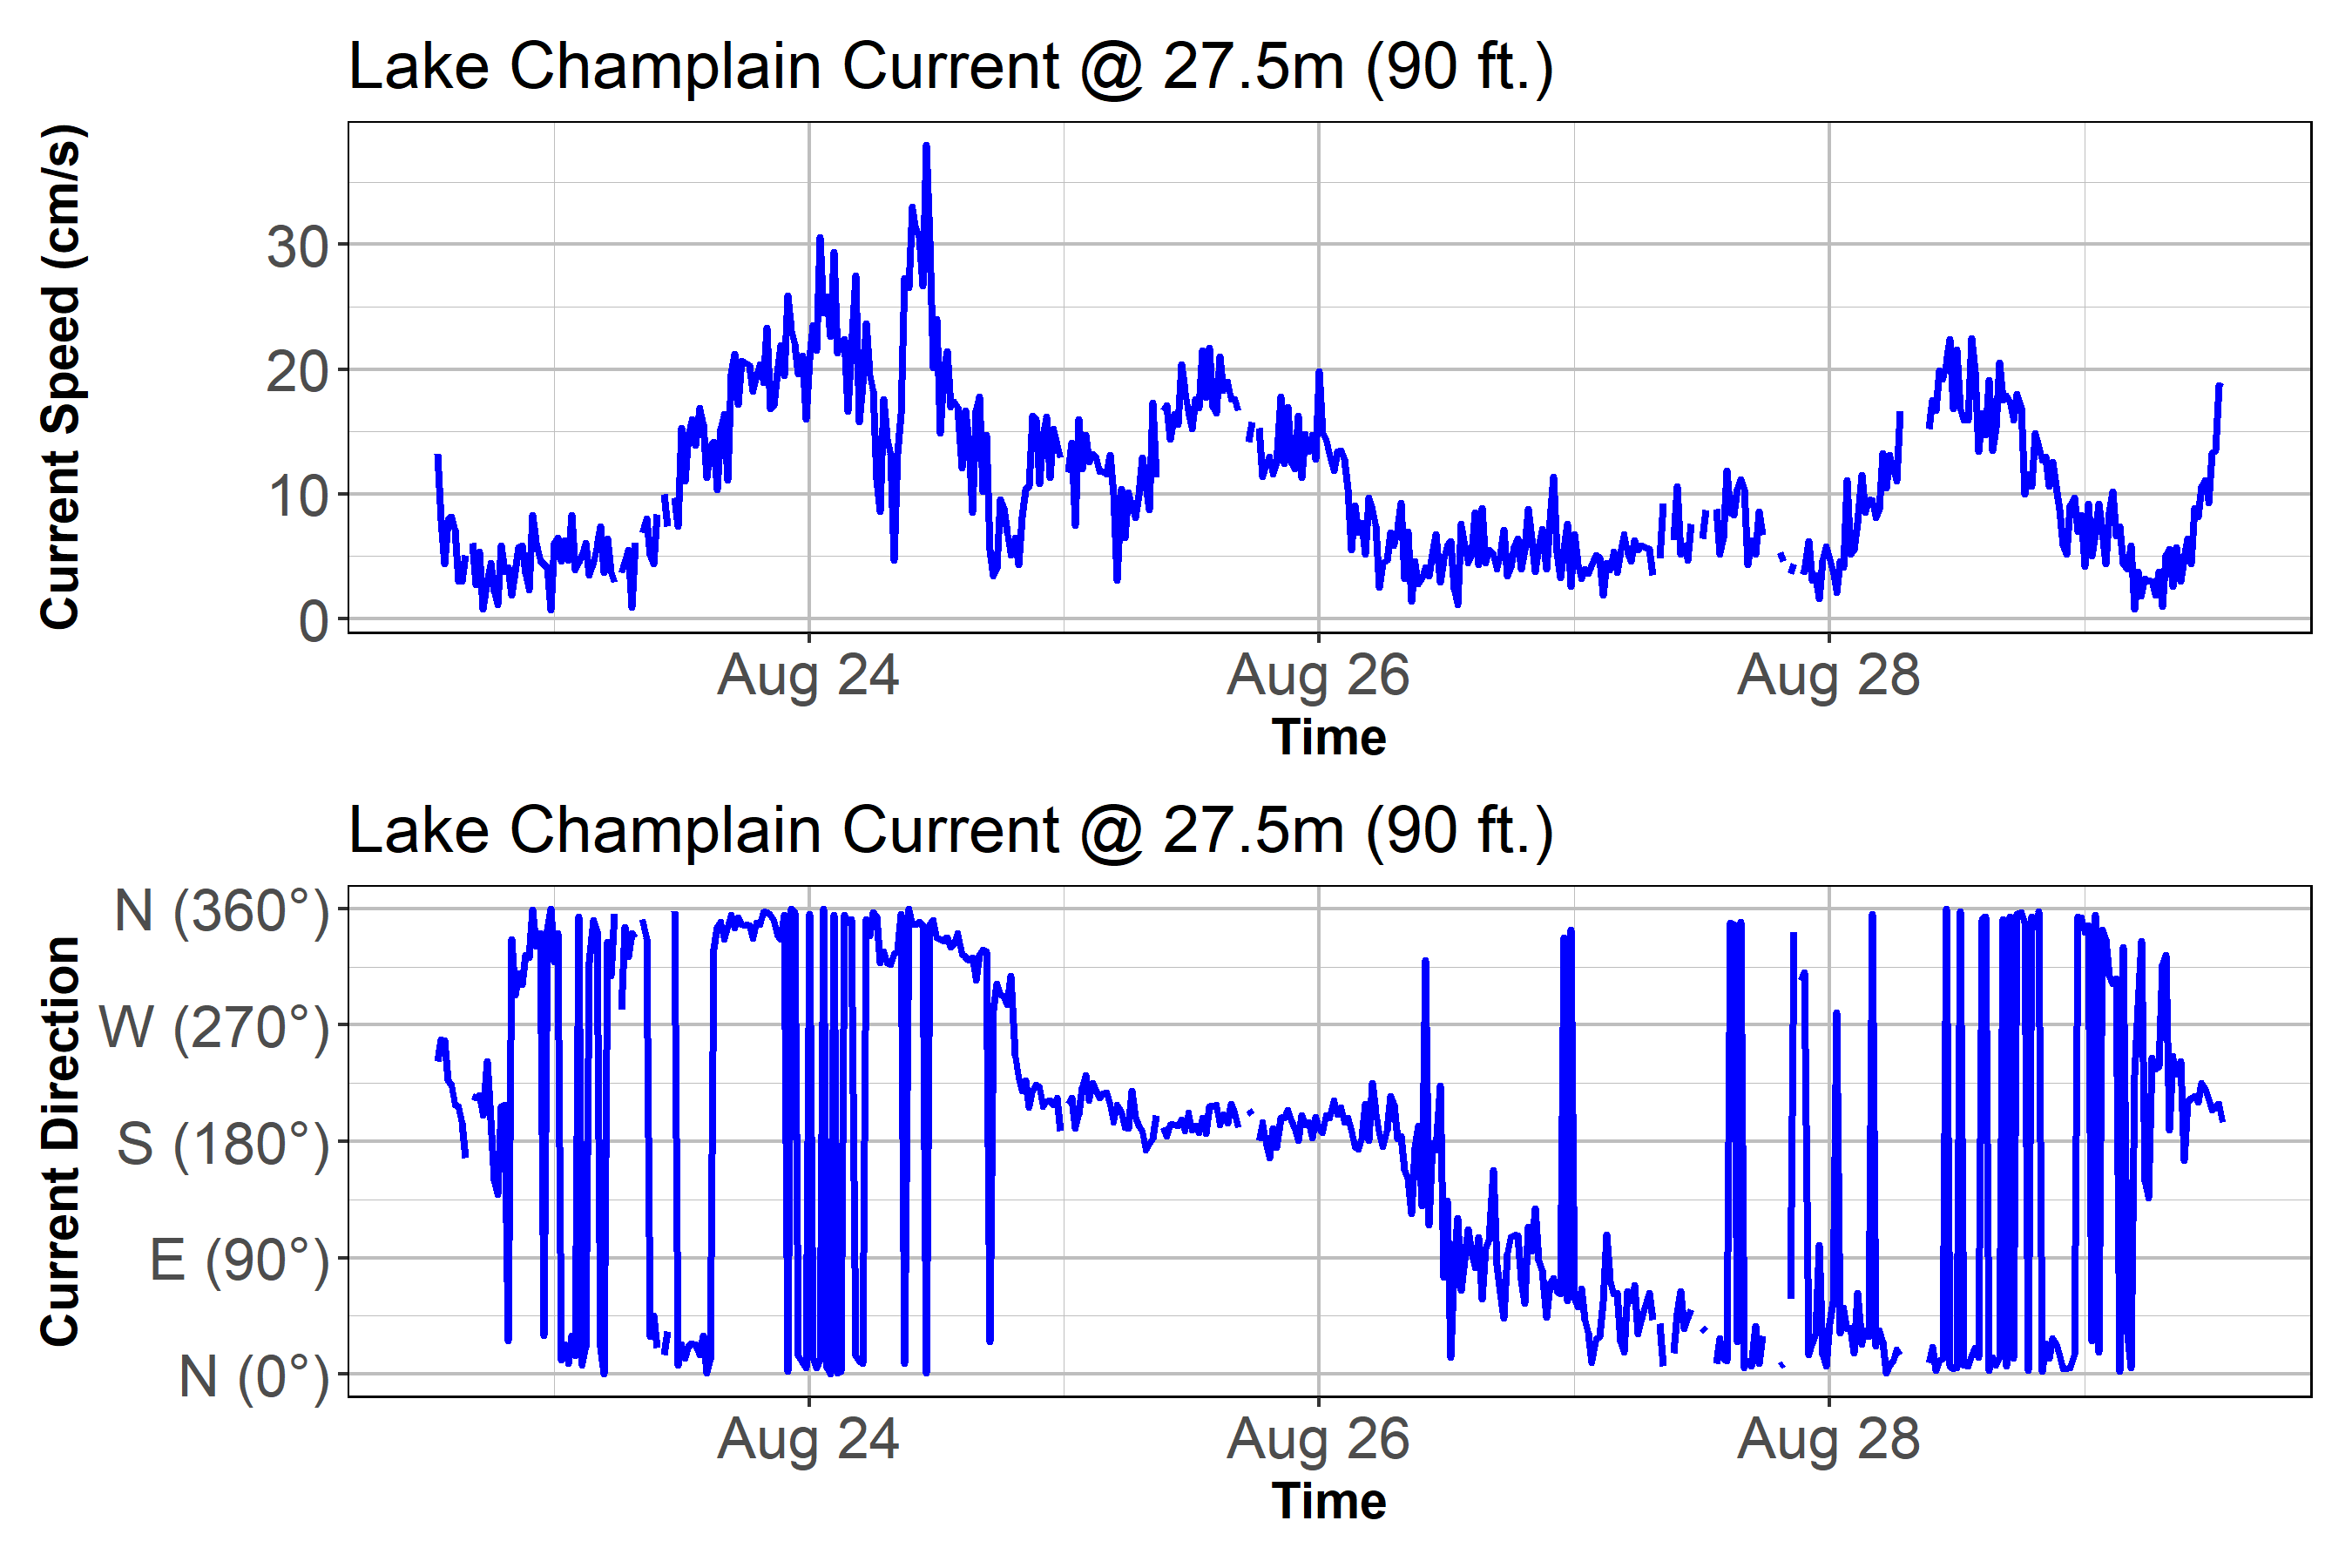 Lake Champlain Current @ 27.5m (90 ft.)
Current Speed (cm/s)
30
20
10
0
Aug 24 Aug 26 Aug 28
Time
Lake Champlain Current @ 27.5m (90 ft.)
Current Direction
N (360°)
W (270°)
S (180°)
E (90°)
N (0°)
Aug 24 Aug 26 Aug 28
Time